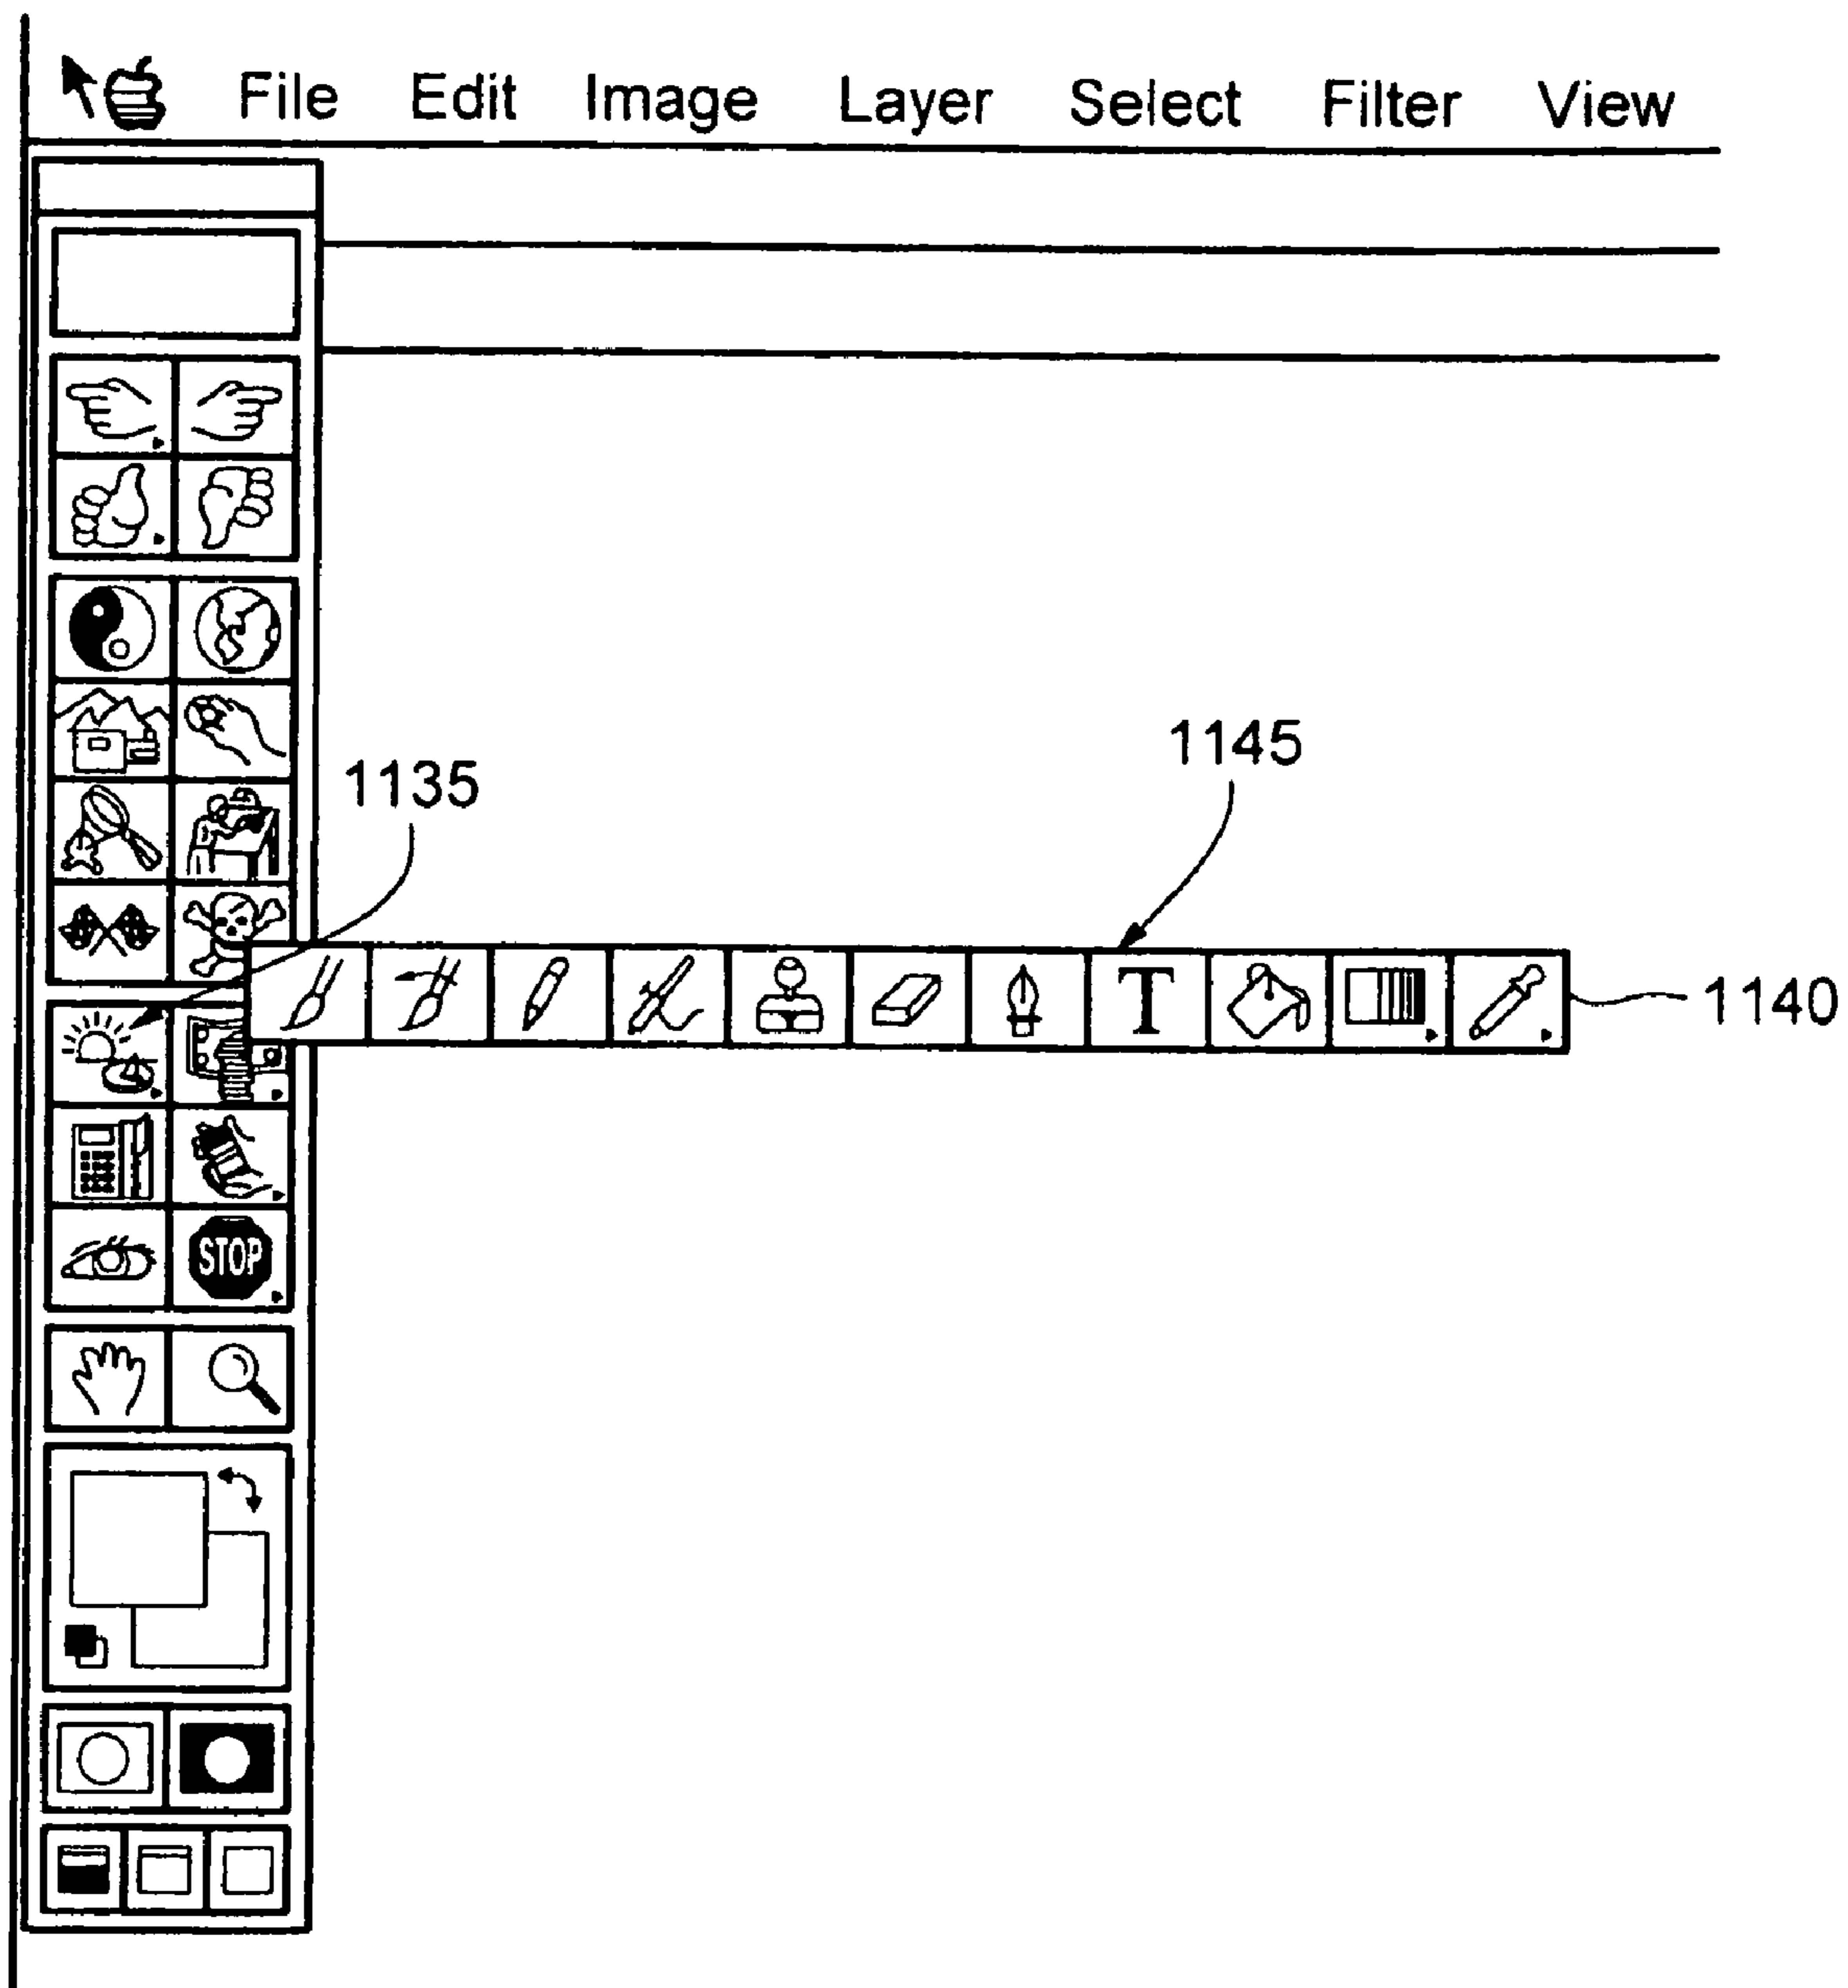 File Edit Image Layer Select Filter View
1145
1135
T
1140
STOP